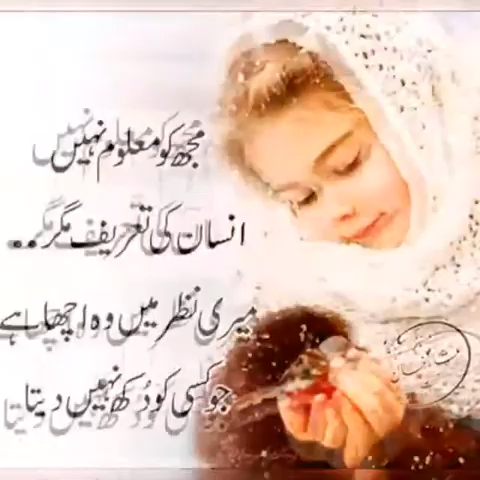 مجھ کو معلوم نہیں
انسان کی تعریف مگر..
میری نظر میں وہ اچھا ہے
جو کسی کو دُکھ نہیں دیتا